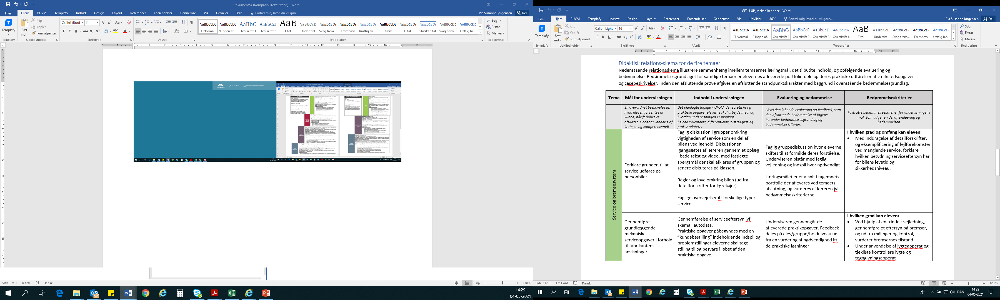 Dokument54 (Kompatibilitetstilstand) - Word
Filer Hjem BUVM Templafy Indsæt Design Layout Referencer Forsendelser Gennemse Vis Udvikler 360° Fortæl mig, hvad du vil gøre...
Pia Susanne Jørgensen Del
Templafy
Sæt ind
Klip
Kopiér
Formatpensel
Calibri (Brød 11
AaBbCcDc AaBbCcDc AaBbC AaBbCcI AaB AaBbCcD AaBbCcDc AaBbCcDc AaBbCcDc AaBbCcDc AaBbCcDc AaBbCcDc AaBbCcDc AaBbCcDc
¶ Normal ¶ Ingen af... Overskrift 1 Overskrift 2 Titel Undertitel Svag frem... Fremhæv Kraftig fre... Stærk Citat Stærkt citat Svag henv... Kraftig he...
Søg
Erstat
Markér
Templafy Udklipsholder Skrifttype Afsnit Typografier Redigering
Side 1 af 1 0 ord Dansk 150 %
14:29
04-05-2021
GF2 LUP_Mekaniker.docx - Word
Filer Hjem BUVM Templafy Indsæt Design Layout Referencer Forsendelser Gennemse Vis Udvikler 360° Fortæl mig, hvad du vil gøre...
Pia Susanne Jørgensen Del
Templafy
Sæt ind
Klip
Kopiér
Formatpensel
Calibri Light 16
AaBbCcDc AaBbCcDc AaBbC AaBbCcE AaBbCcD AaBbCcDc AaB AaBbCcD AaBbCcDc AaBbCcDc AaBbCcDc
¶ Normal ¶ Ingen af... Overskrift 1 Overskrift 2 Overskrift 3 Overskrift 4 Titel Undertitel Svag frem... Fremhæv Kraftig fre...
Søg
Erstat
Markér
Templafy Udklipsholder Skrifttype Afsnit Typografier Redigering
Didaktisk relations-skema for de fire temaer
Nedenstående relationsskema illustrere sammenhæng imellem temaernes læringsmål, det tilbudte indhold, og opfølgende evaluering og
bedømmelse. Bedømmelsesgrundlaget for samtlige temaer er elevernes afleverede portfolie-dele og deres praktiske udførelser af værkstedsopgaver
og casebeskrivelser. Inden den afsluttende prøve afgives en afsluttende standpunktskarakter med baggrund i ovenstående bedømmelsesgrundlag.
Tema Mål for undervisningen Indhold i undervisningen Evaluering og bedømmelse Bedømmelseskriterier
En overordnet beskrivelse af,
hvad eleven forventes at
kunne, når forløbet er
afsluttet. Under anvendelse af
lærings- og kompetencemål
Det planlagte faglige indhold, de teoretiske og
praktiske opgaver eleverne skal arbejde med, og
hvordan undervisningen er planlagt
helhedsorienteret, differentieret, tværfagligt og
praksisrelateret.
Såvel den løbende evaluering og feedback, som
den afsluttende bedømmelse af fagene
herunder bedømmelsesgrundlag og
bedømmelseskriterier.
Fastsatte bedømmelseskriterier for undervisningens
mål. Som udgør en del af evaluering og
bedømmelsen
Service og bremsesystem
Forklare grunden til at
service udføres på
personbiler
Faglig diskussion i grupper omkring
vigtigheden af service som en del af
bilens vedligehold. Diskussionen
igangsættes af læreren gennem et oplæg
i både tekst og video, med fastlagte
spørgsmål der skal afklares af gruppen og
senere diskuteres på klassen.
Regler og love omkring bilen (ud fra
detailforskrifter for køretøjer)
Faglige overvejelser ift forskellige typer
service
Faglig gruppediskussion hvor eleverne
skiftes til at formilde deres forståelse.
Underviseren bistår med faglig
vejledning og indspil hvor nødvendigt
Læringsmålet er et afsnit i fagemnets
portfolie der afleveres ved temaets
afslutning, og vurderes af læreren jvf
bedømmelseskriterierne.
I hvilken grad og omfang kan eleven:
• Med inddragelse af detailforskrifter,
og eksemplificering af fejlforekomster
ved manglende service, forklare
hvilken betydning serviceeftersyn har
for bilens levetid og
sikkerhedsniveau.
Gennemføre
grundlæggende
mekaniske
serviceopgaver i forhold
til fabrikantens
anvisninger
Gennemførelse af serviceeftersyn jvf
skema i autodata.
Praktiske opgaver påbegyndes med en
”kundebestilling” indeholdende indspil og
problemstillinger eleverne skal tage
stilling til og besvare i løbet af den
praktiske opgave.
Underviseren gennemgår de
afleverede praktikopgaver. Feedback
deles på elev/gruppe/holdniveau ud
fra en vurdering af nødvendighed ift
de praktiske løsninger
I hvilken grad kan eleven:
• Ved hjælp af en trindelt vejledning,
gennemføre et eftersyn på bremser,
og ud fra målinger og kontrol,
vurderer bremsernes tilstand.
• Under anvendelse af lygteapperat og
tjekliste kontrollere lygte og
tegngivningsapperat
Side 3 af 6 1711 ord Dansk 120 %
DAN
14:29
04-05-2021